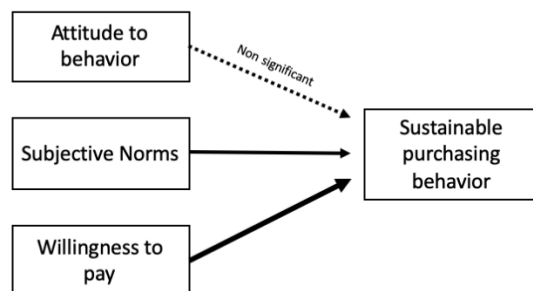 Attitude to
behavior
Non significant
Subjective Norms
Sustainable
purchasing
behavior
Willingness to
pay